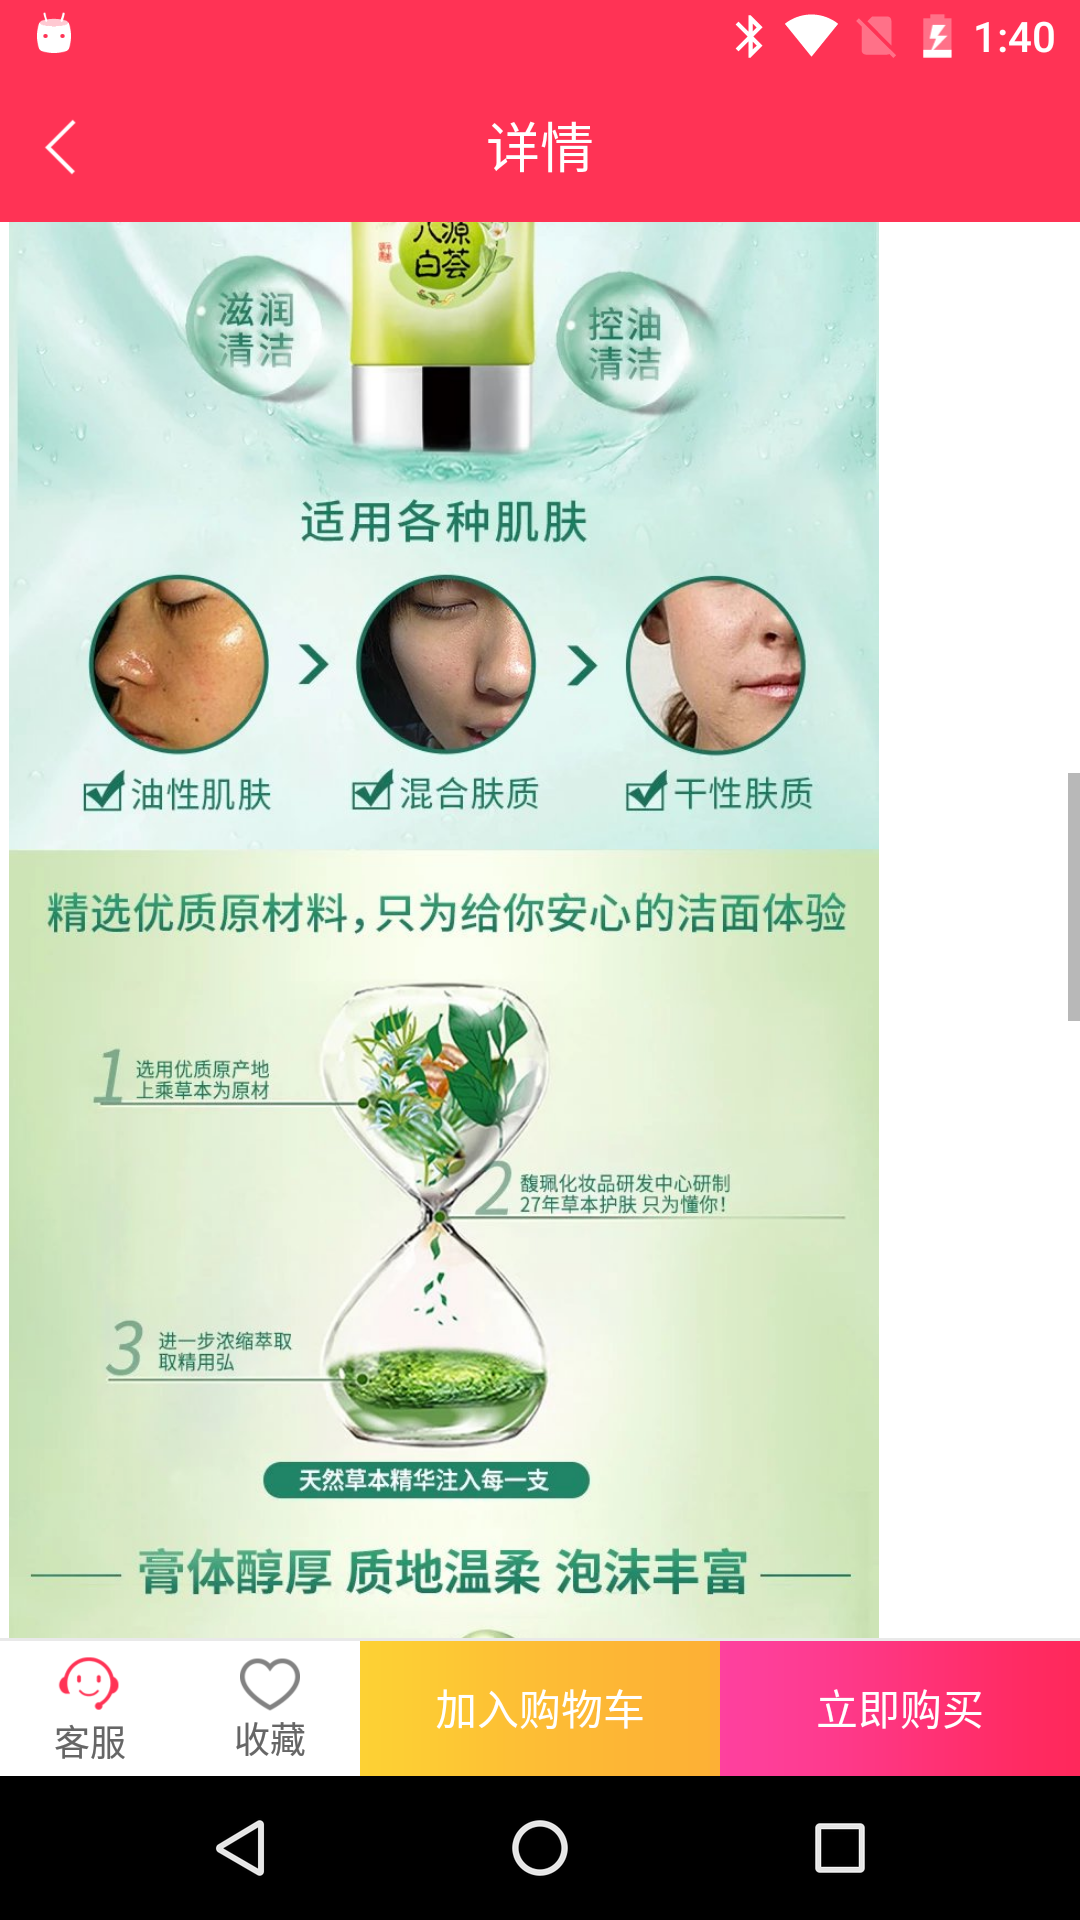 1:40
详情
八源
白荟
滋润
清洁
控油
清洁
适用各种肌肤
油性肌肤
混合肤质
干性肤质
精选优质原材料，只为给你安心的洁面体验
1 选用优质原产地
上乘草本为原材
2 馥珮化妆品研发中心研制
27年草本护肤 只为懂你！
3 进一步浓缩萃取
取精用弘
天然草本精华注入每一支
膏体醇厚 质地温柔 泡沫丰富
客服
收藏
加入购物车
立即购买